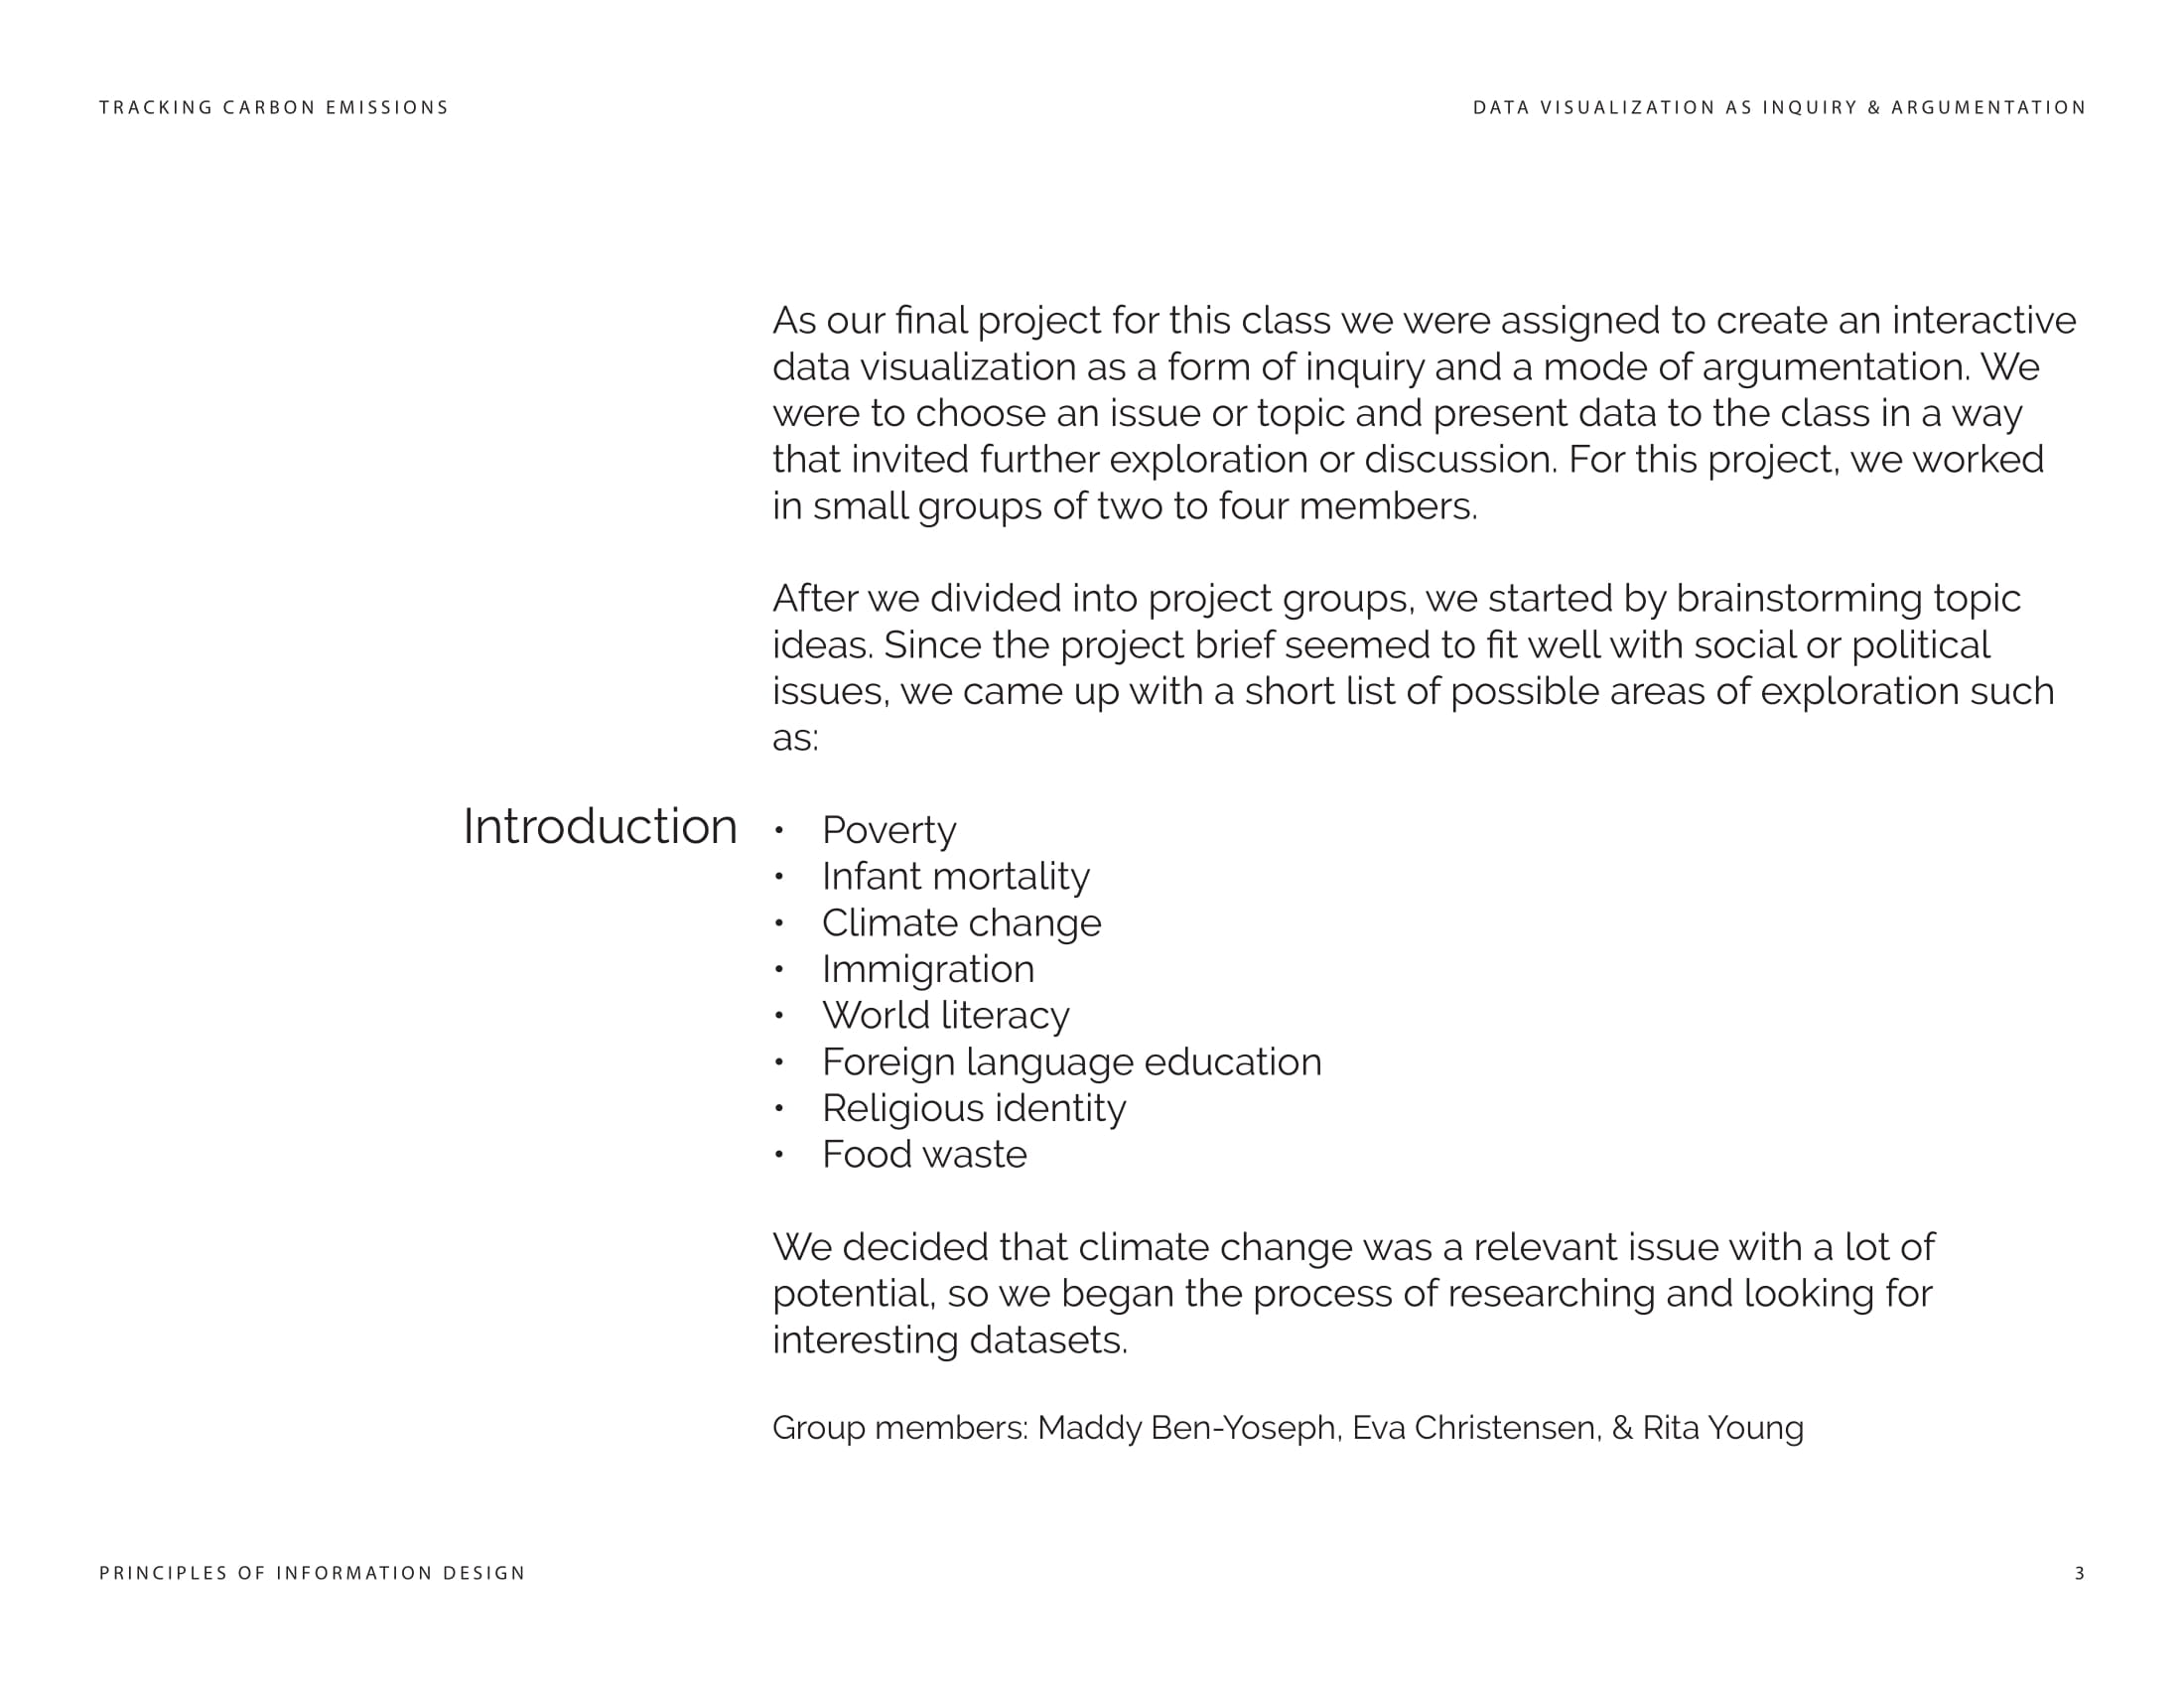 TRACKING CARBON EMISSIONS
DATA VISUALIZATION AS INQUIRY & ARGUMENTATION
As our final project for this class we were assigned to create an interactive
data visualization as a form of inquiry and a mode of argumentation. We
were to choose an issue or topic and present data to the class in a way
that invited further exploration or discussion. For this project, we worked
in small groups of two to four members.
After we divided into project groups, we started by brainstorming topic
ideas. Since the project brief seemed to fit well with social or political
issues, we came up with a short list of possible areas of exploration such
as:
Introduction
• Poverty
• Infant mortality
• Climate change
• Immigration
• World literacy
• Foreign language education
• Religious identity
• Food waste
We decided that climate change was a relevant issue with a lot of
potential, so we began the process of researching and looking for
interesting datasets.
Group members: Maddy Ben-Yoseph, Eva Christensen, & Rita Young
PRINCIPLES OF INFORMATION DESIGN
3